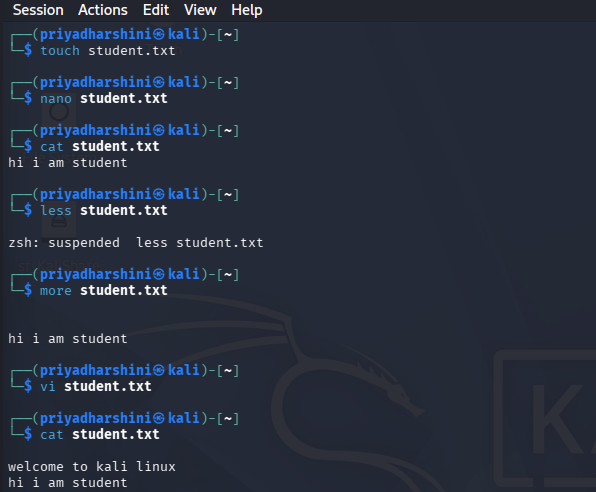 Session Actions Edit View Help
┌──(priyadharshini㉿kali)-[~]
└─$ touch student.txt
┌──(priyadharshini㉿kali)-[~]
└─$ nano student.txt
┌──(priyadharshini㉿kali)-[~]
└─$ cat student.txt
hi i am student
┌──(priyadharshini㉿kali)-[~]
└─$ less student.txt
zsh: suspended  less student.txt
┌──(priyadharshini㉿kali)-[~]
└─$ more student.txt
hi i am student
┌──(priyadharshini㉿kali)-[~]
└─$ vi student.txt
┌──(priyadharshini㉿kali)-[~]
└─$ cat student.txt
welcome to kali linux
hi i am student